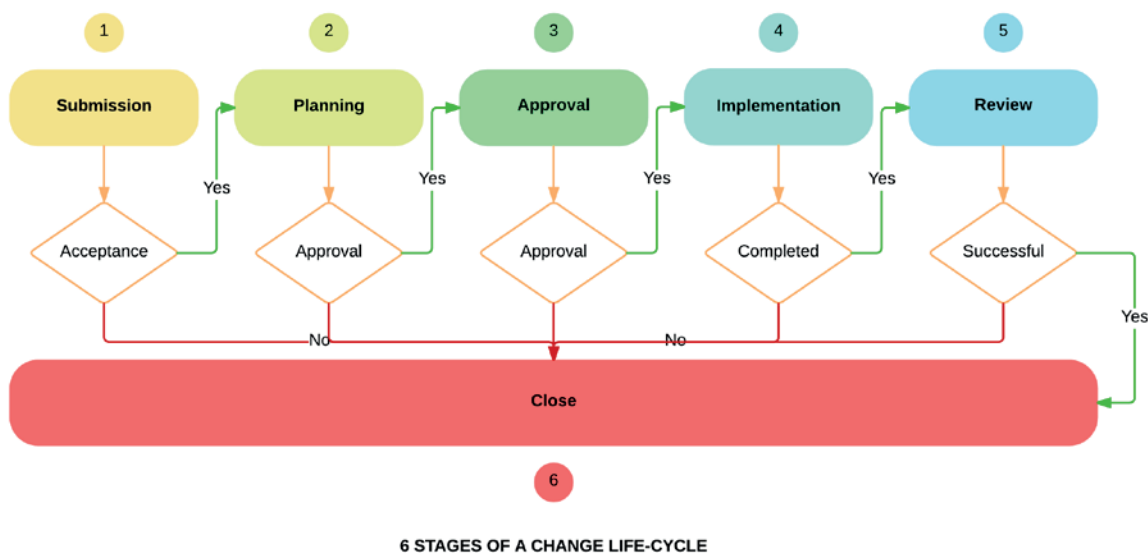 1
2
3
4
5
Submission
Planning
Approval
Implementation
Review
Yes
Yes
Yes
Yes
Acceptance
Approval
Approval
Completed
Successful
Yes
No
No
Close
6
6 STAGES OF A CHANGE LIFE-CYCLE